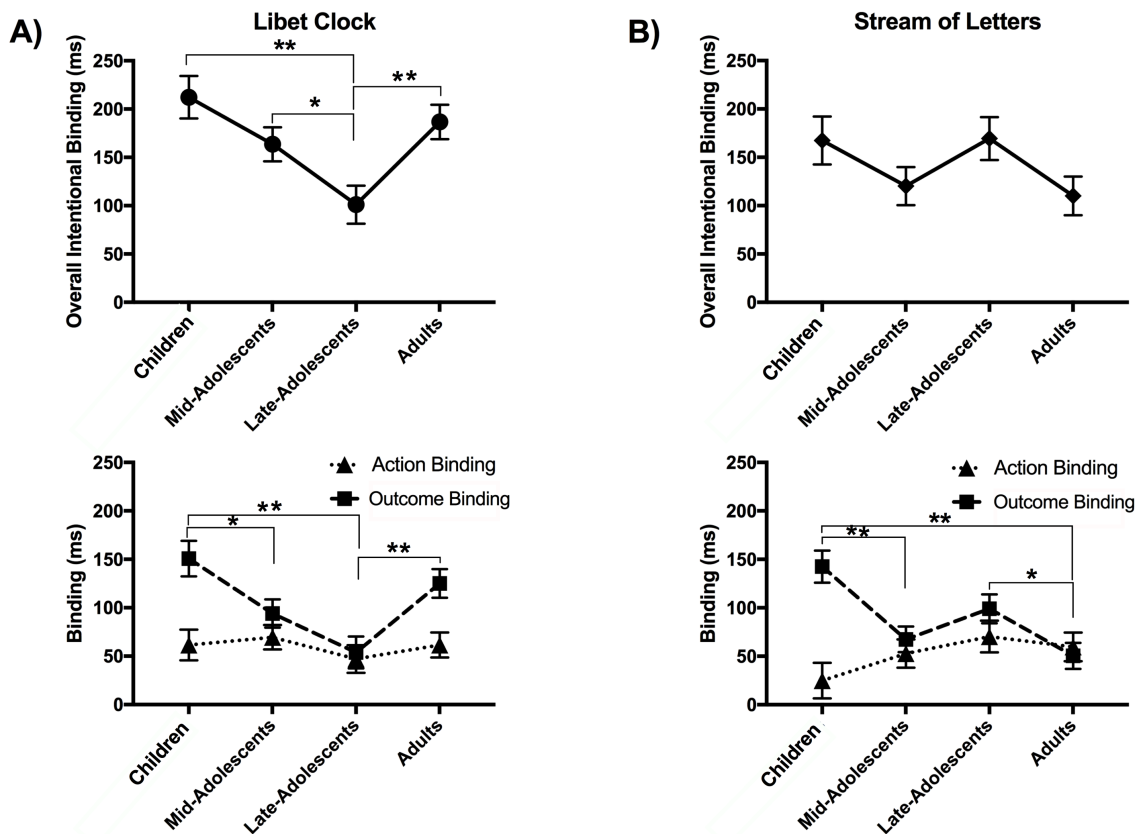 A)
Libet Clock
Overall Intentional Binding (ms)
250
200
150
100
50
0
**
*
**
Children
Mid-Adolescents
Late-Adolescents
Adults
B)
Stream of Letters
Overall Intentional Binding (ms)
250
200
150
100
50
0
Children
Mid-Adolescents
Late-Adolescents
Adults
Binding (ms)
250
200
150
100
50
0
Action Binding
Outcome Binding
**
*
**
Children
Mid-Adolescents
Late-Adolescents
Adults
Binding (ms)
250
200
150
100
50
0
Action Binding
Outcome Binding
**
**
*
Children
Mid-Adolescents
Late-Adolescents
Adults